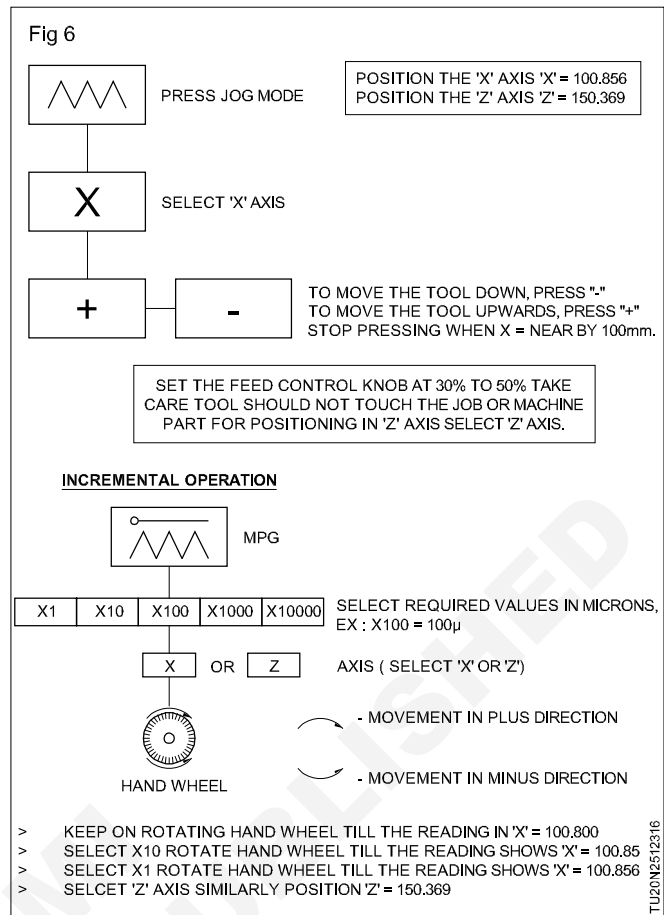 Fig 6
PRESS JOG MODE
POSITION THE 'X' AXIS 'X' = 100.856
POSITION THE 'Z' AXIS 'Z' = 150.369
X
SELECT 'X' AXIS
+
-
TO MOVE THE TOOL DOWN, PRESS "-"
TO MOVE THE TOOL UPWARDS, PRESS "+"
STOP PRESSING WHEN X = NEAR BY 100mm.
SET THE FEED CONTROL KNOB AT 30% TO 50% TAKE
CARE TOOL SHOULD NOT TOUCH THE JOB OR MACHINE
PART FOR POSITIONING IN 'Z' AXIS SELECT 'Z' AXIS.
INCREMENTAL OPERATION
MPG
X1 X10 X100 X1000 X10000
SELECT REQUIRED VALUES IN MICRONS,
EX : X100 = 100µ
X OR Z
AXIS ( SELECT 'X' OR 'Z')
- MOVEMENT IN PLUS DIRECTION
- MOVEMENT IN MINUS DIRECTION
HAND WHEEL
> KEEP ON ROTATING HAND WHEEL TILL THE READING IN 'X' = 100.800
> SELECT X10 ROTATE HAND WHEEL TILL THE READING SHOWS 'X' = 100.85
> SELECT X1 ROTATE HAND WHEEL TILL THE READING SHOWS 'X' = 100.856
> SELCET 'Z' AXIS SIMILARLY POSITION 'Z' = 150.369
TU20N2512316